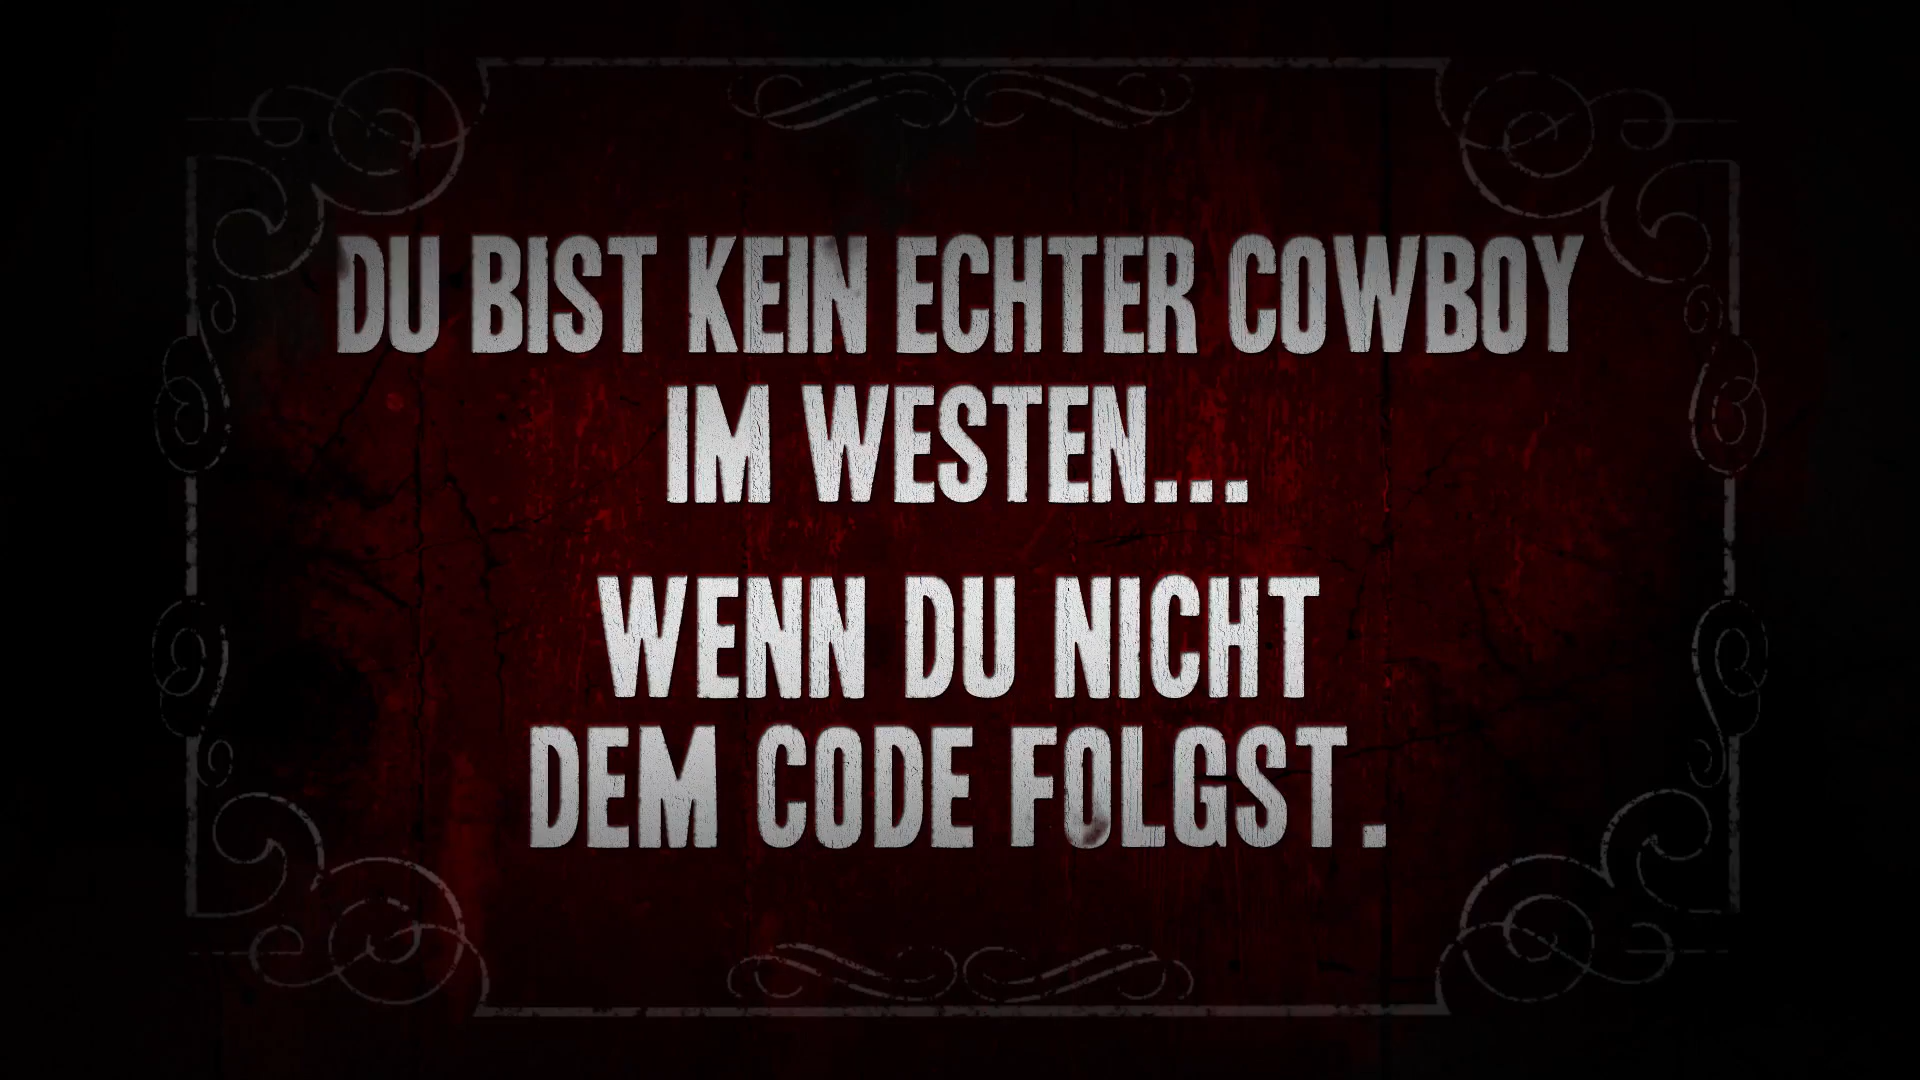 DU BIST KEIN ECHTER COWBOY
IM WESTEN...
WENN DU NICHT
DEM CODE FOLGST.